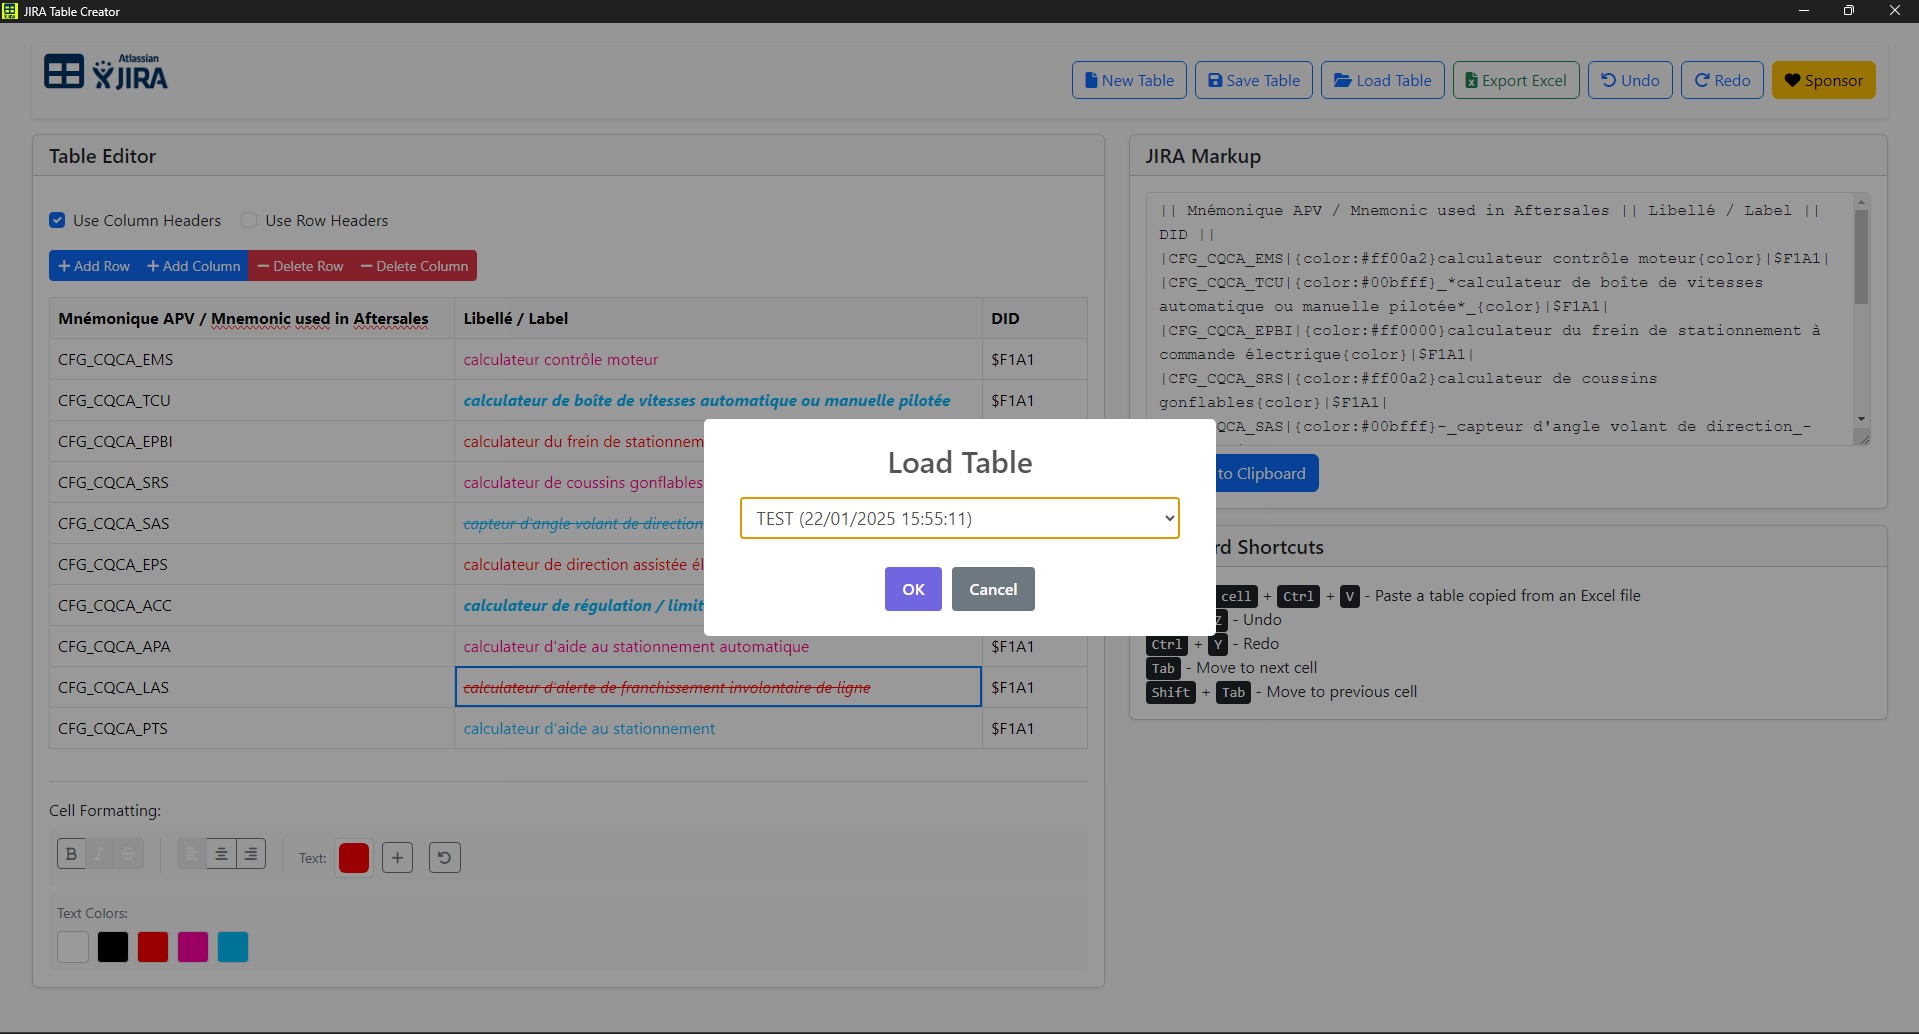 JIRA Table Creator
Atlassian
JIRA
New Table
Save Table
Load Table
Export Excel
Undo
Redo
Sponsor
Table Editor
Use Column Headers
Use Row Headers
Add Row
Add Column
Delete Row
Delete Column
Mnémonique APV / Mnemonic used in Aftersales Libellé / Label DID
CFG_CQCA_EMS calculateur contrôle moteur $F1A1
CFG_CQCA_TCU calculateur de boîte de vitesses automatique ou manuelle pilotée $F1A1
CFG_CQCA_EPBI calculateur du frein de stationnem
CFG_CQCA_SRS calculateur de coussins gonflables
CFG_CQCA_SAS capteur d'angle volant de direction
CFG_CQCA_EPS calculateur de direction assistée él
CFG_CQCA_ACC calculateur de régulation / limit
CFG_CQCA_APA calculateur d'aide au stationnement automatique $F1A1
CFG_CQCA_LAS calculateur d'alerte de franchissement involontaire de ligne $F1A1
CFG_CQCA_PTS calculateur d'aide au stationnement $F1A1
Cell Formatting:
B I S
Text:
Text Colors:
Load Table
TEST (22/01/2025 15:55:11)
OK
Cancel
JIRA Markup
|| Mnémonique APV / Mnemonic used in Aftersales || Libellé / Label ||
DID ||
|CFG_CQCA_EMS|{color:#ff00a2}calculateur contrôle moteur{color}|$F1A1|
|CFG_CQCA_TCU|{color:#00bfff}_*calculateur de boîte de vitesses
automatique ou manuelle pilotée*_{color}|$F1A1|
|CFG_CQCA_EPBI|{color:#ff0000}calculateur du frein de stationnement à
commande électrique{color}|$F1A1|
|CFG_CQCA_SRS|{color:#ff00a2}calculateur de coussins
gonflables{color}|$F1A1|
QCA_SAS|{color:#00bfff}-_capteur d'angle volant de direction_-
to Clipboard
rd Shortcuts
cell + Ctrl + V - Paste a table copied from an Excel file
Z - Undo
Ctrl + Y - Redo
Tab - Move to next cell
Shift + Tab - Move to previous cell